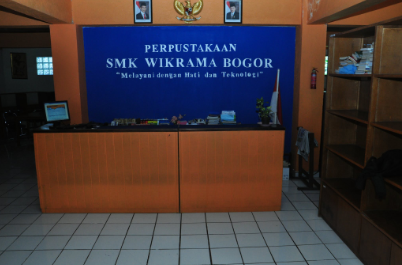 PERPUSTAKAAN
SMK WIKRAMA BOGOR
"Melayani dengan Hati dan Teknologi"